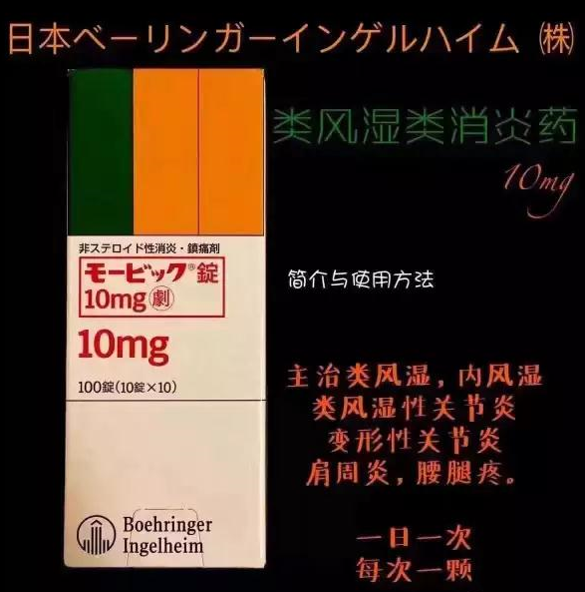 日本ベーリンガーインゲルハイム ㈱
类风湿类消炎药
10mg
非ステロイド性消炎・鎮痛剤
モービック®錠
10mg 劇
10mg
100錠(10錠×10)
Boehringer
Ingelheim
简介与使用方法
主治类风湿，内风湿
类风湿性关节炎
变形性关节炎
肩周炎，腰腿疼。
一日一次
每次一颗